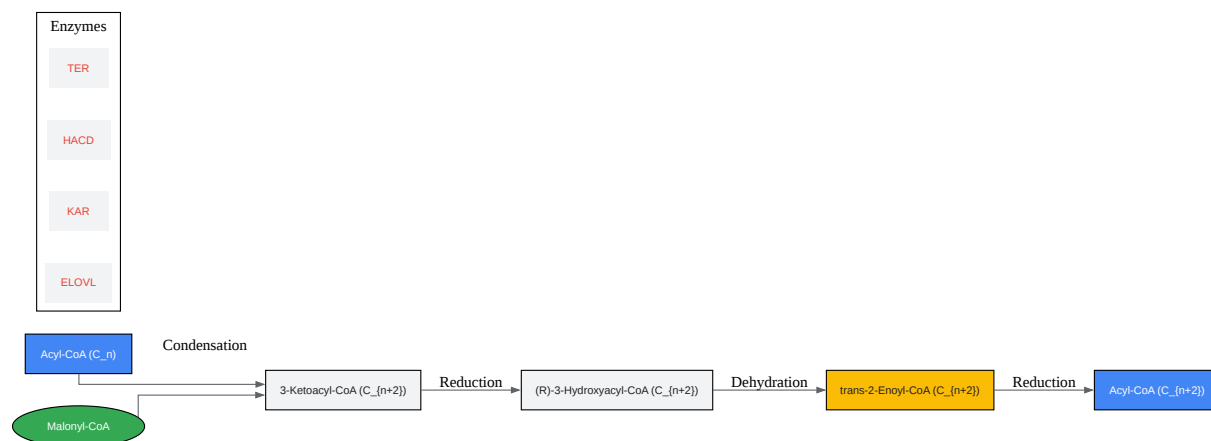 Enzymes
TER
HACD
KAR
ELOVL
Acyl-CoA (C_n)
Condensation
Malonyl-CoA
3-Ketoacyl-CoA (C_{n+2})
Reduction
(R)-3-Hydroxyacyl-CoA (C_{n+2})
Dehydration
trans-2-Enoyl-CoA (C_{n+2})
Reduction
Acyl-CoA (C_{n+2})